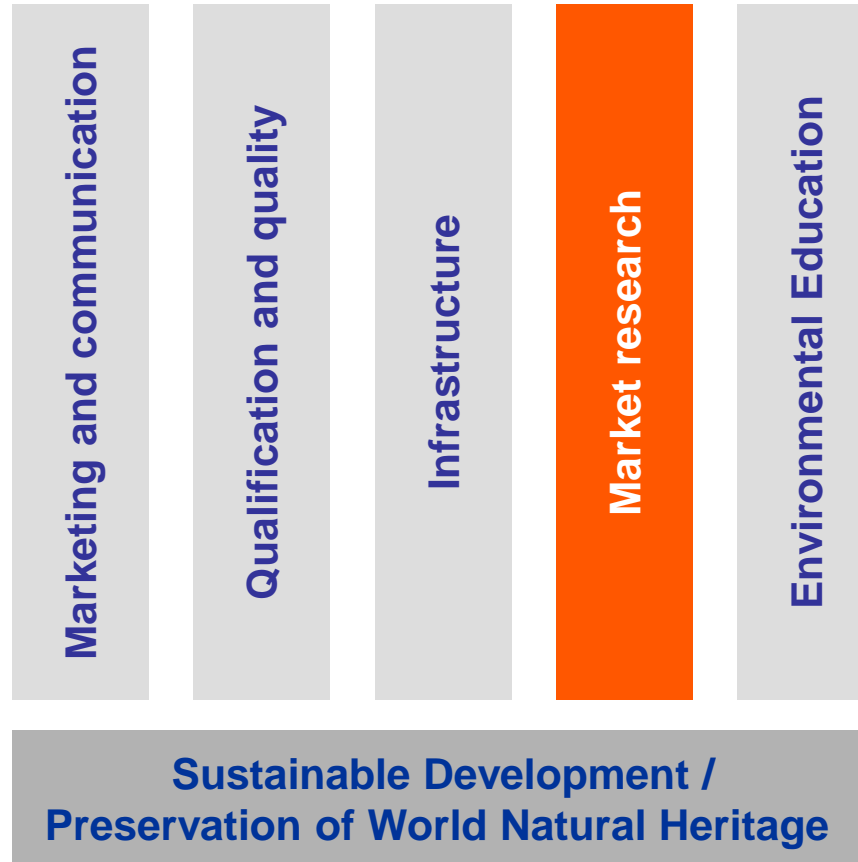 Marketing and communication
Qualification and quality
Infrastructure
Market research
Environmental Education
Sustainable Development /
Preservation of World Natural Heritage